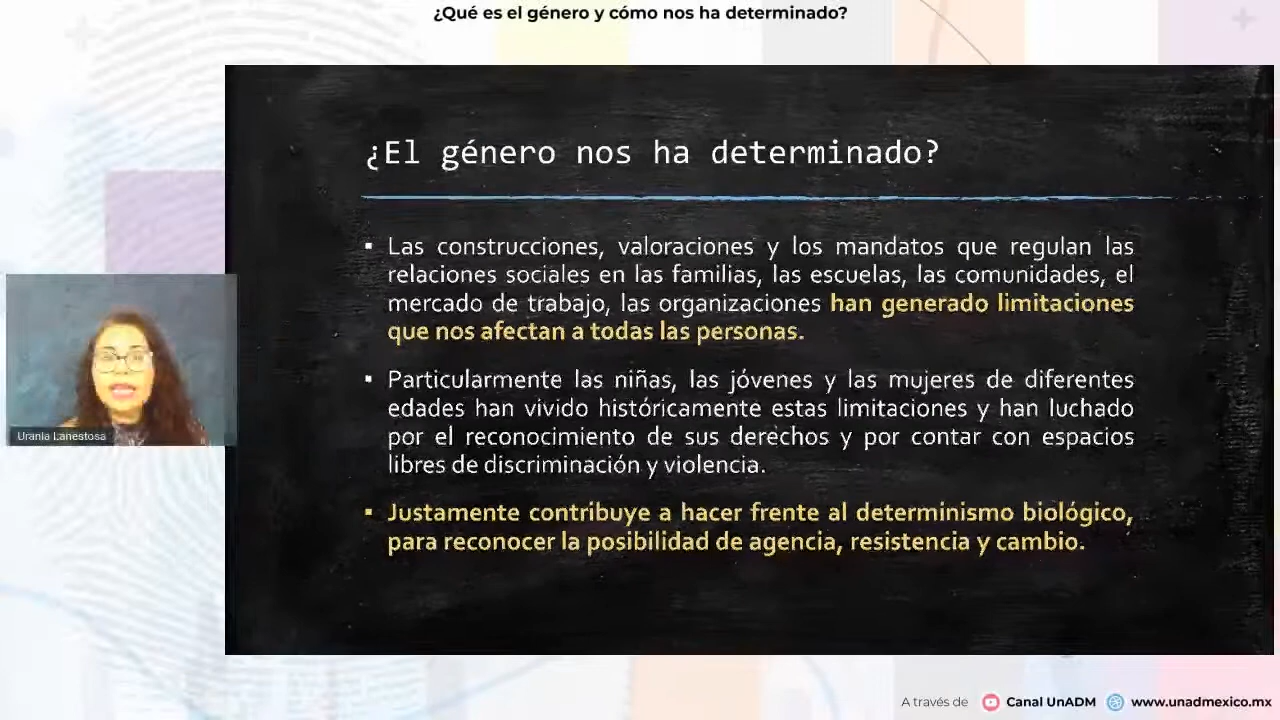 ¿Qué es el género y cómo nos ha determinado?
¿El género nos ha determinado?
▪ Las construcciones, valoraciones y los mandatos que regulan las
relaciones sociales en las familias, las escuelas, las comunidades, el
mercado de trabajo, las organizaciones han generado limitaciones
que nos afectan a todas las personas.
▪ Particularmente las niñas, las jóvenes y las mujeres de diferentes
edades han vivido históricamente estas limitaciones y han luchado
por el reconocimiento de sus derechos y por contar con espacios
libres de discriminación y violencia.
▪ Justamente contribuye a hacer frente al determinismo biológico,
para reconocer la posibilidad de agencia, resistencia y cambio.
Urania Lanestosa
A través de Canal UnADM www.unadmexico.mx